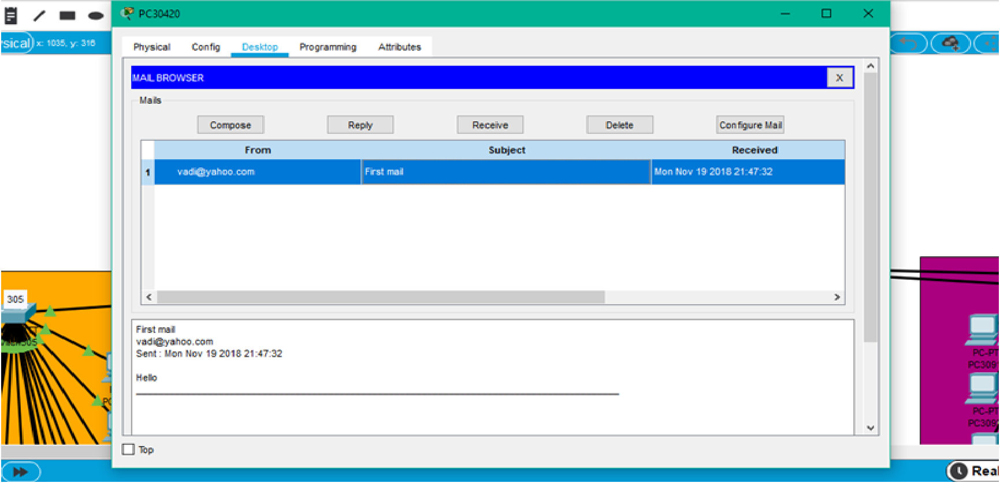 PC30420
sical x: 1035, y: 316
Physical Config Desktop Programming Attributes
MAIL BROWSER X
Mails
Compose Reply Receive Delete Configure Mail
From Subject Received
1 vadi@yahoo.com First mail Mon Nov 19 2018 21:47:32
First mail
vadi@yahoo.com
Sent : Mon Nov 19 2018 21:47:32
Hello
Top
305
PC-PT
PC309
PC-PT
PC309
Real